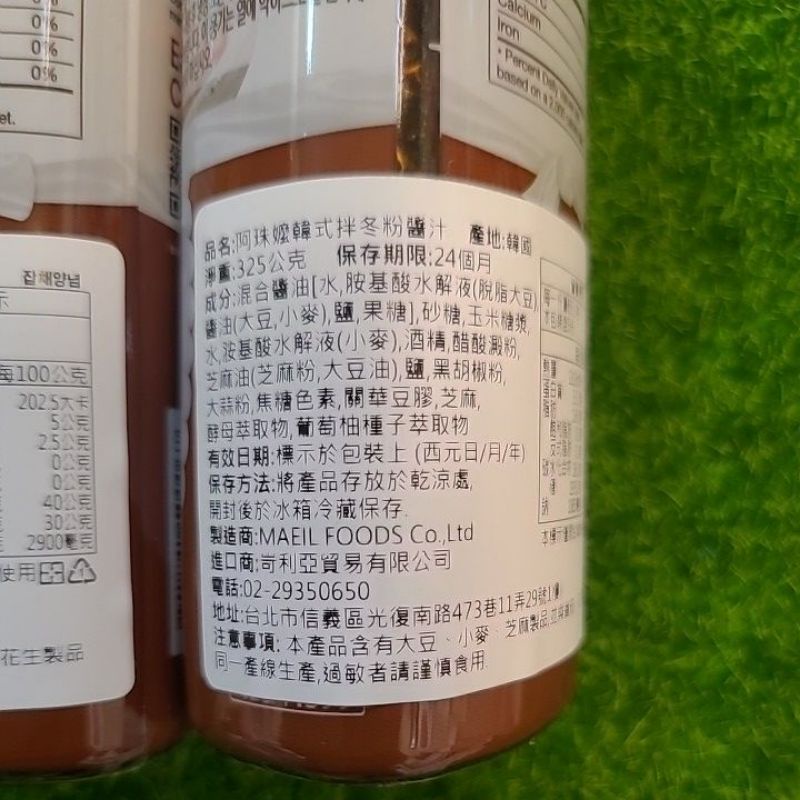 0%
0%
0%
et.
Calcium
Iron
* Percent Daily
based on a 2,
잡채양념
示
每100公克
202.5大卡
5公克
2.5公克
0公克
0公克
40公克
30公克
2900毫克
使用
花生製品
品名:阿珠嬤韓式拌冬粉醬汁 產地:韓國
淨重:325公克 保存期限:24個月
成分:混合醬油[水,胺基酸水解液(脫脂大豆),
醬油(大豆,小麥),鹽,果糖],砂糖,玉米糖漿,
水,胺基酸水解液(小麥),酒精,醋酸澱粉,
芝麻油(芝麻粉,大豆油),鹽,黑胡椒粉,
大蒜粉,焦糖色素,關華豆膠,芝麻,
酵母萃取物,葡萄柚種子萃取物
有效日期:標示於包裝上 (西元日/月/年)
保存方法:將產品存放於乾涼處,
開封後於冰箱冷藏保存.
製造商:MAEIL FOODS Co.,Ltd
進口商:岢利亞貿易有限公司
電話:02-29350650
地址:台北市信義區光復南路473巷11弄29號1樓
注意事項: 本產品含有大豆、小麥、芝麻製品,並與
同一產線生產,過敏者請謹慎食用.